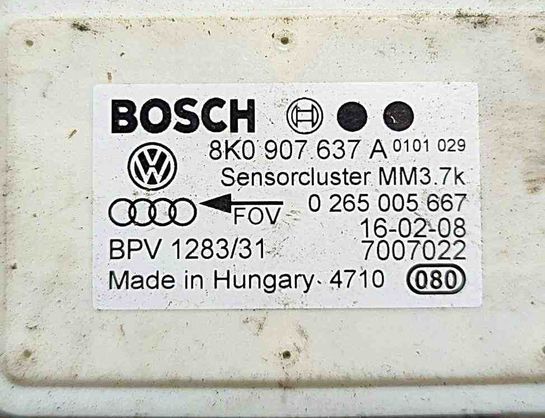 BOSCH
8K0 907 637 A 0101 029
Sensorcluster MM3.7k
FOV 0 265 005 667
16-02-08
BPV 1283/31 7007022
Made in Hungary 4710 080